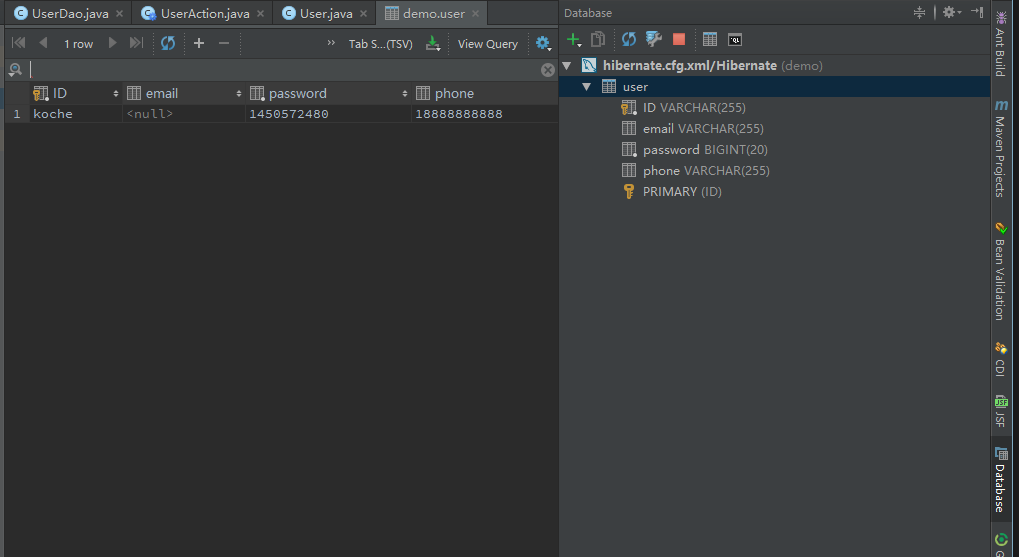 UserDao.java
UserAction.java
User.java
demo.user
1 row
Tab S...(TSV)
View Query
ID
email
password
phone
1
koche
<null>
1450572480
18888888888
Database
hibernate.cfg.xml/Hibernate (demo)
user
ID VARCHAR(255)
email VARCHAR(255)
password BIGINT(20)
phone VARCHAR(255)
PRIMARY (ID)
Ant Build
Maven Projects
Bean Validation
CDI
JSF
Database